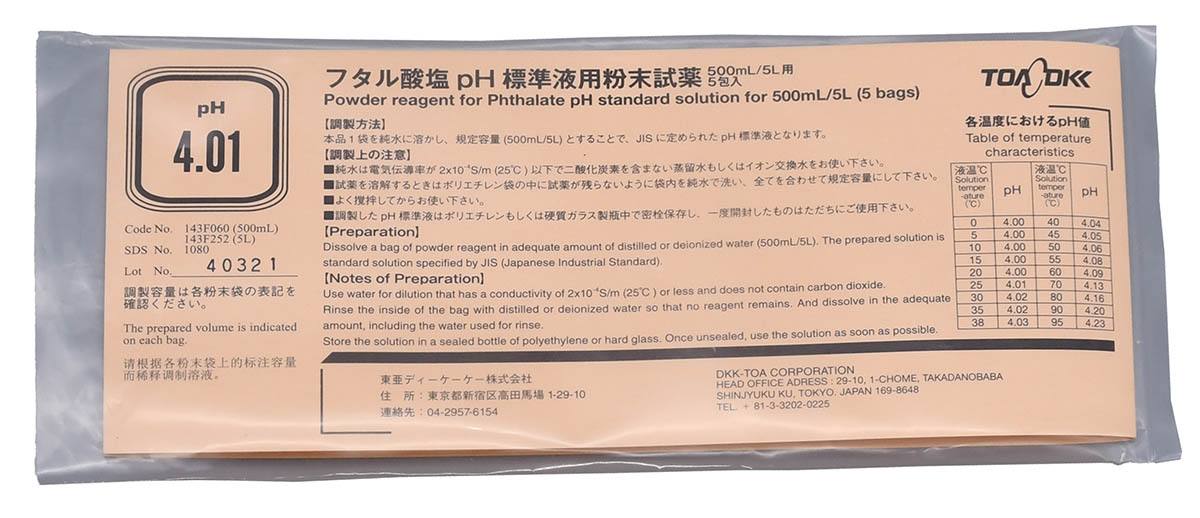 pH
4.01
Code No. 143F060 (500mL)
143F252 (5L)
SDS No. 1080
Lot No. 40321
調製容量は各粉末袋の表記を
確認ください。
The prepared volume is indicated
on each bag.
请根据各粉末袋上的标注容量
而稀释调制溶液。
フタル酸塩 pH 標準液用粉末試薬 500mL/5L用
5包入
Powder reagent for Phthalate pH standard solution for 500mL/5L (5 bags)
【調製方法】
本品1袋を純水に溶かし、規定容量 (500mL/5L) とすることで、JISに定められたpH標準液となります。
【調製上の注意】
■純水は電気伝導率が 2x10⁻⁴S/m (25℃) 以下で二酸化炭素を含まない蒸留水もしくはイオン交換水をお使い下さい。
■試薬を溶解するときはポリエチレン袋の中に試薬が残らないように袋内を純水で洗い、全てを合わせて規定容量にして下さい。
■よく攪拌してからお使い下さい。
■調製した pH 標準液はポリエチレンもしくは硬質ガラス製瓶中で密栓保存し、一度開封したものはただちにご使用下さい。
【Preparation】
Dissolve a bag of powder reagent in adequate amount of distilled or deionized water (500mL/5L). The prepared solution is
standard solution specified by JIS (Japanese Industrial Standard).
【Notes of Preparation】
Use water for dilution that has a conductivity of 2x10⁻⁴S/m (25℃) or less and does not contain carbon dioxide.
Rinse the inside of the bag with distilled or deionized water so that no reagent remains. And dissolve in the adequate
amount, including the water used for rinse.
Store the solution in a sealed bottle of polyethylene or hard glass. Once unsealed, use the solution as soon as possible.
東亜ディーケーケー株式会社
住 所：東京都新宿区高田馬場 1-29-10
連絡先：04-2957-6154
DKK-TOA CORPORATION
HEAD OFFICE ADRESS : 29-10, 1-CHOME, TAKADANOBABA
SHINJYUKU KU, TOKYO. JAPAN 169-8648
TEL. + 81-3-3202-0225
TOADKK
各温度におけるpH値
Table of temperature
characteristics
液温℃ Solution temper-ature (℃) pH 液温℃ Solution temper-ature (℃) pH
0 4.00 40 4.04
5 4.00 45 4.05
10 4.00 50 4.06
15 4.00 55 4.08
20 4.00 60 4.09
25 4.01 70 4.13
30 4.02 80 4.16
35 4.02 90 4.20
38 4.03 95 4.23